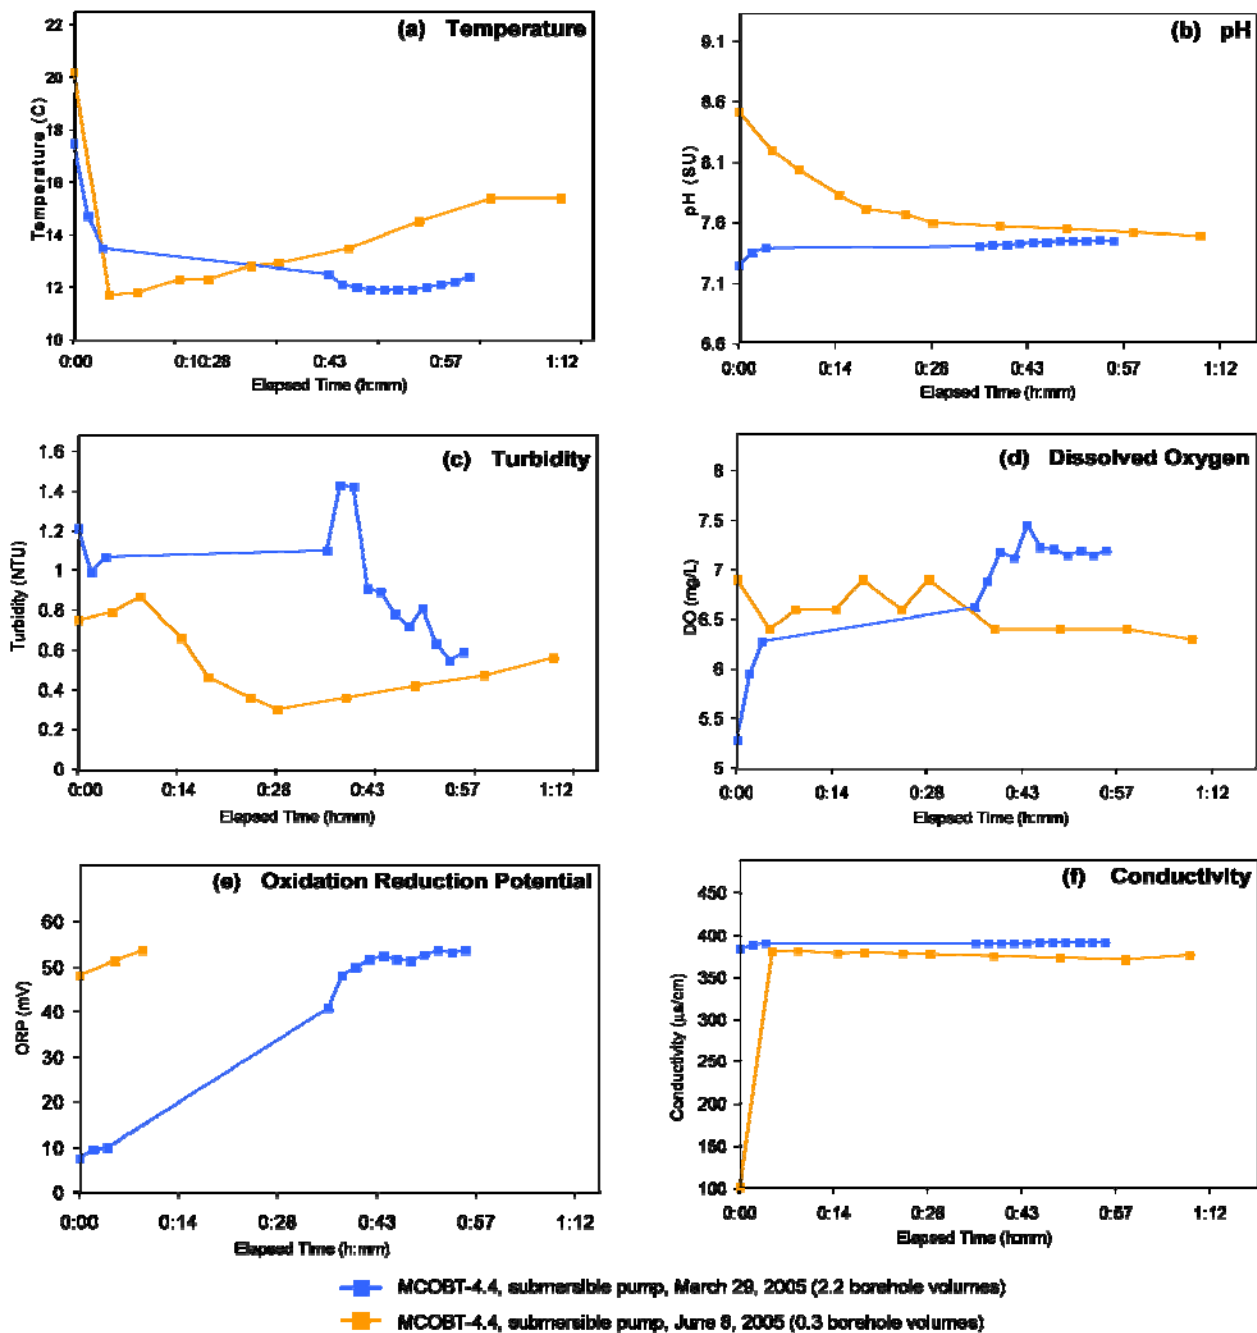 (a) Temperature
22
20
18
16
14
12
10
Temperature (C)
0:00 0:10:28 0:43 0:57 1:12
Elapsed Time (h:mm)
(b) pH
9.1
8.6
8.1
7.6
7.1
6.6
pH (SU)
0:00 0:14 0:28 0:43 0:57 1:12
Elapsed Time (h:mm)
(c) Turbidity
1.6
1.4
1.2
1
0.8
0.6
0.4
0.2
0
Turbidity (NTU)
0:00 0:14 0:28 0:43 0:57 1:12
Elapsed Time (h:mm)
(d) Dissolved Oxygen
8
7.5
7
6.5
6
5.5
5
DO (mg/L)
0:00 0:14 0:28 0:43 0:57 1:12
Elapsed Time (h:mm)
(e) Oxidation Reduction Potential
60
50
40
30
20
10
0
ORP (mV)
0:00 0:14 0:28 0:43 0:57 1:12
Elapsed Time (h:mm)
(f) Conductivity
450
400
350
300
250
200
150
100
Conductivity (µs/cm)
0:00 0:14 0:28 0:43 0:57 1:12
Elapsed Time (h:mm)
MCOBT-4.4, submersible pump, March 29, 2005 (2.2 borehole volumes)
MCOBT-4.4, submersible pump, June 8, 2005 (0.3 borehole volumes)